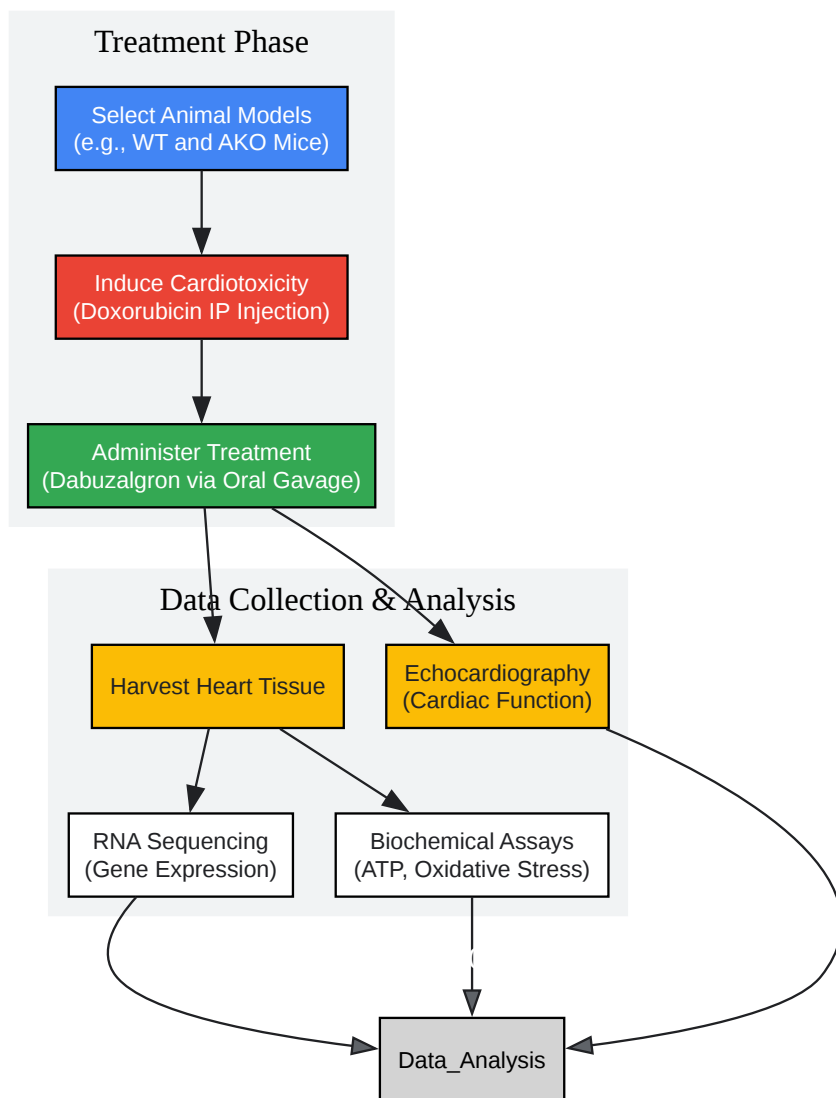 Treatment Phase
Select Animal Models
(e.g., WT and AKO Mice)
Induce Cardiotoxicity
(Doxorubicin IP Injection)
Administer Treatment
(Dabuzalgron via Oral Gavage)
Data Collection & Analysis
Harvest Heart Tissue
Echocardiography
(Cardiac Function)
RNA Sequencing
(Gene Expression)
Biochemical Assays
(ATP, Oxidative Stress)
Data_Analysis